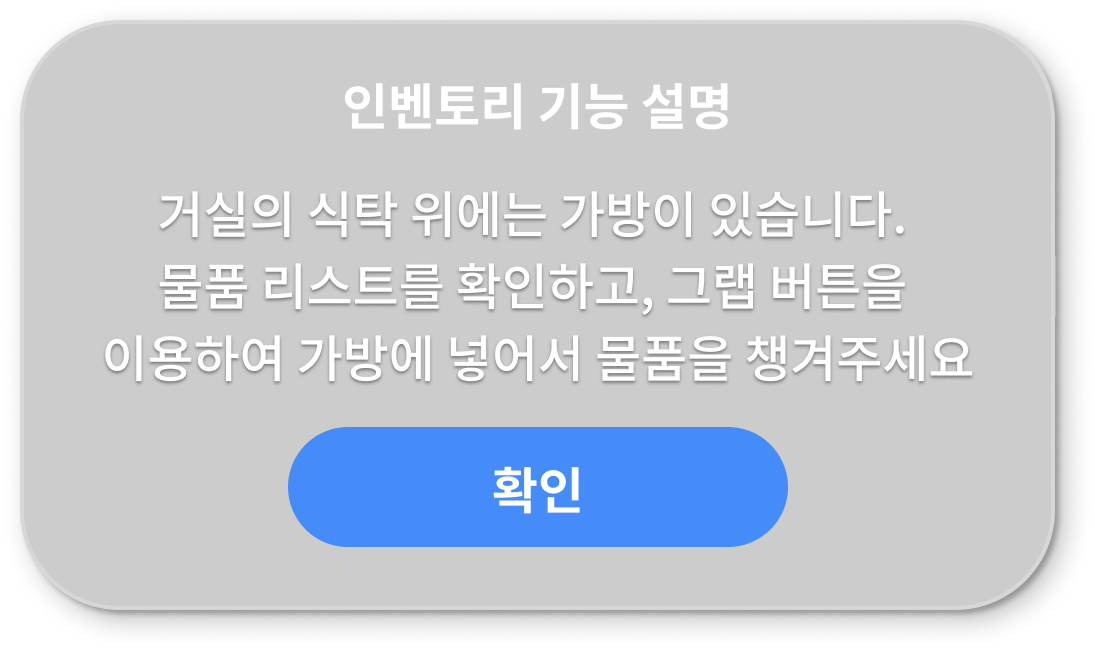 인벤토리 기능 설명
거실의 식탁 위에는 가방이 있습니다.
물품 리스트를 확인하고, 그랩 버튼을
이용하여 가방에 넣어서 물품을 챙겨주세요
확인